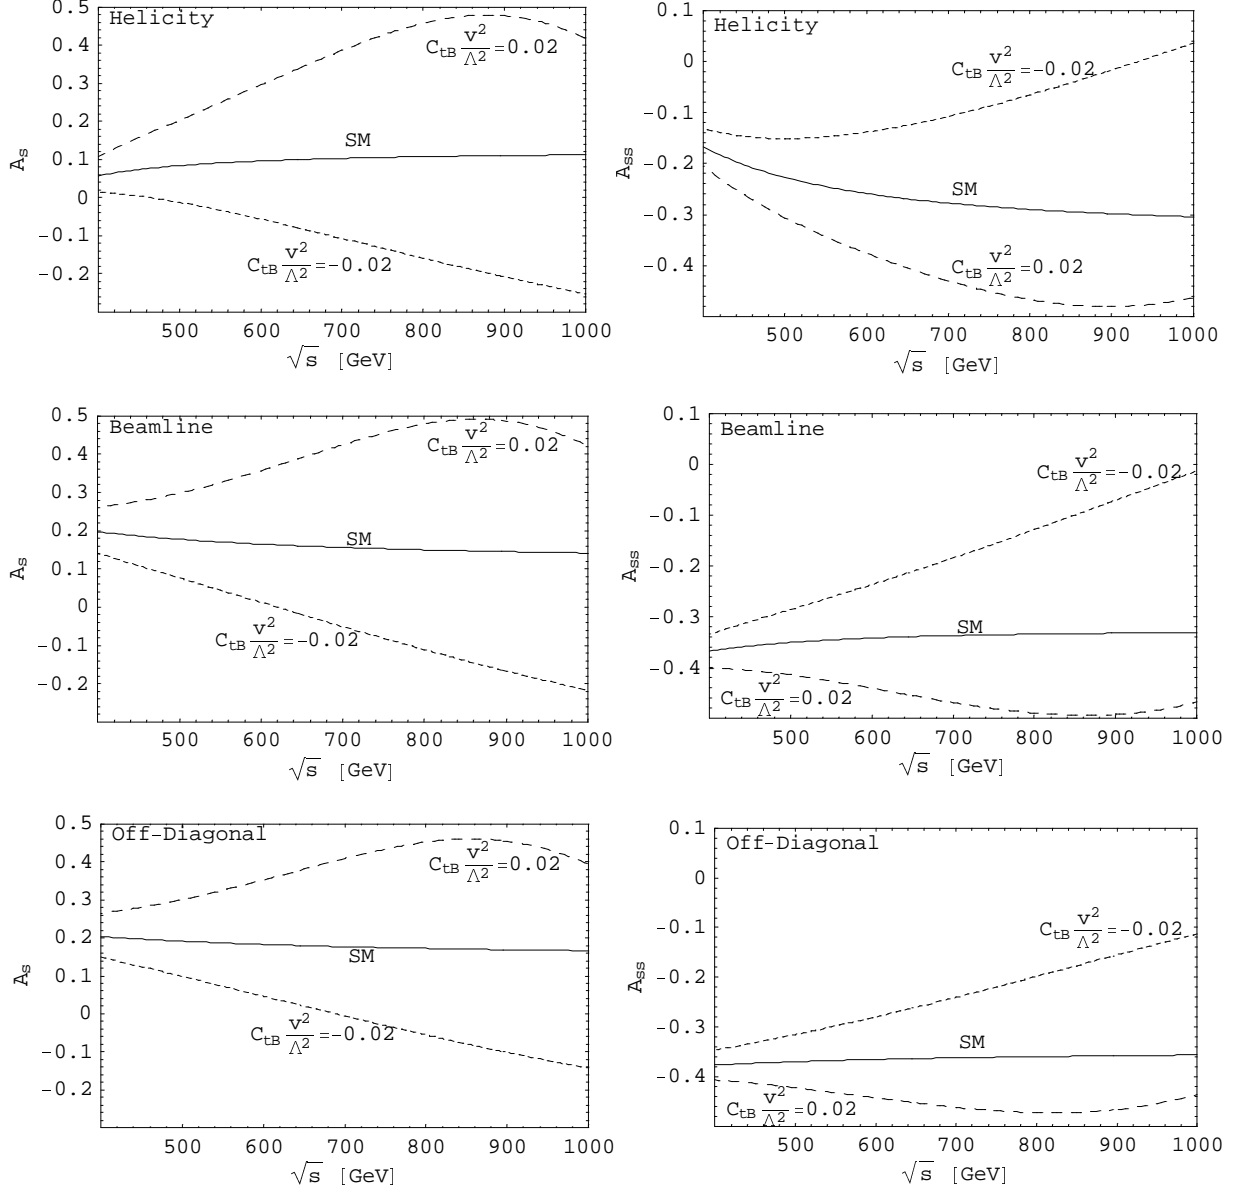 Helicity
0.5
0.4
0.3
0.2
0.1
0
-0.1
-0.2
A_s
C_tB v^2/Λ^2=0.02
SM
C_tB v^2/Λ^2=-0.02
500 600 700 800 900 1000
√s [GeV]
Helicity
0.1
0
-0.1
-0.2
-0.3
-0.4
A_ss
C_tB v^2/Λ^2=-0.02
SM
C_tB v^2/Λ^2=0.02
500 600 700 800 900 1000
√s [GeV]
Beamline
0.5
0.4
0.3
0.2
0.1
0
-0.1
-0.2
A_s
C_tB v^2/Λ^2=0.02
SM
C_tB v^2/Λ^2=-0.02
500 600 700 800 900 1000
√s [GeV]
Beamline
0.1
0
-0.1
-0.2
-0.3
-0.4
A_ss
C_tB v^2/Λ^2=-0.02
SM
C_tB v^2/Λ^2=0.02
500 600 700 800 900 1000
√s [GeV]
Off-Diagonal
0.5
0.4
0.3
0.2
0.1
0
-0.1
-0.2
A_s
C_tB v^2/Λ^2=0.02
SM
C_tB v^2/Λ^2=-0.02
500 600 700 800 900 1000
√s [GeV]
Off-Diagonal
0.1
0
-0.1
-0.2
-0.3
-0.4
A_ss
C_tB v^2/Λ^2=-0.02
SM
C_tB v^2/Λ^2=0.02
500 600 700 800 900 1000
√s [GeV]